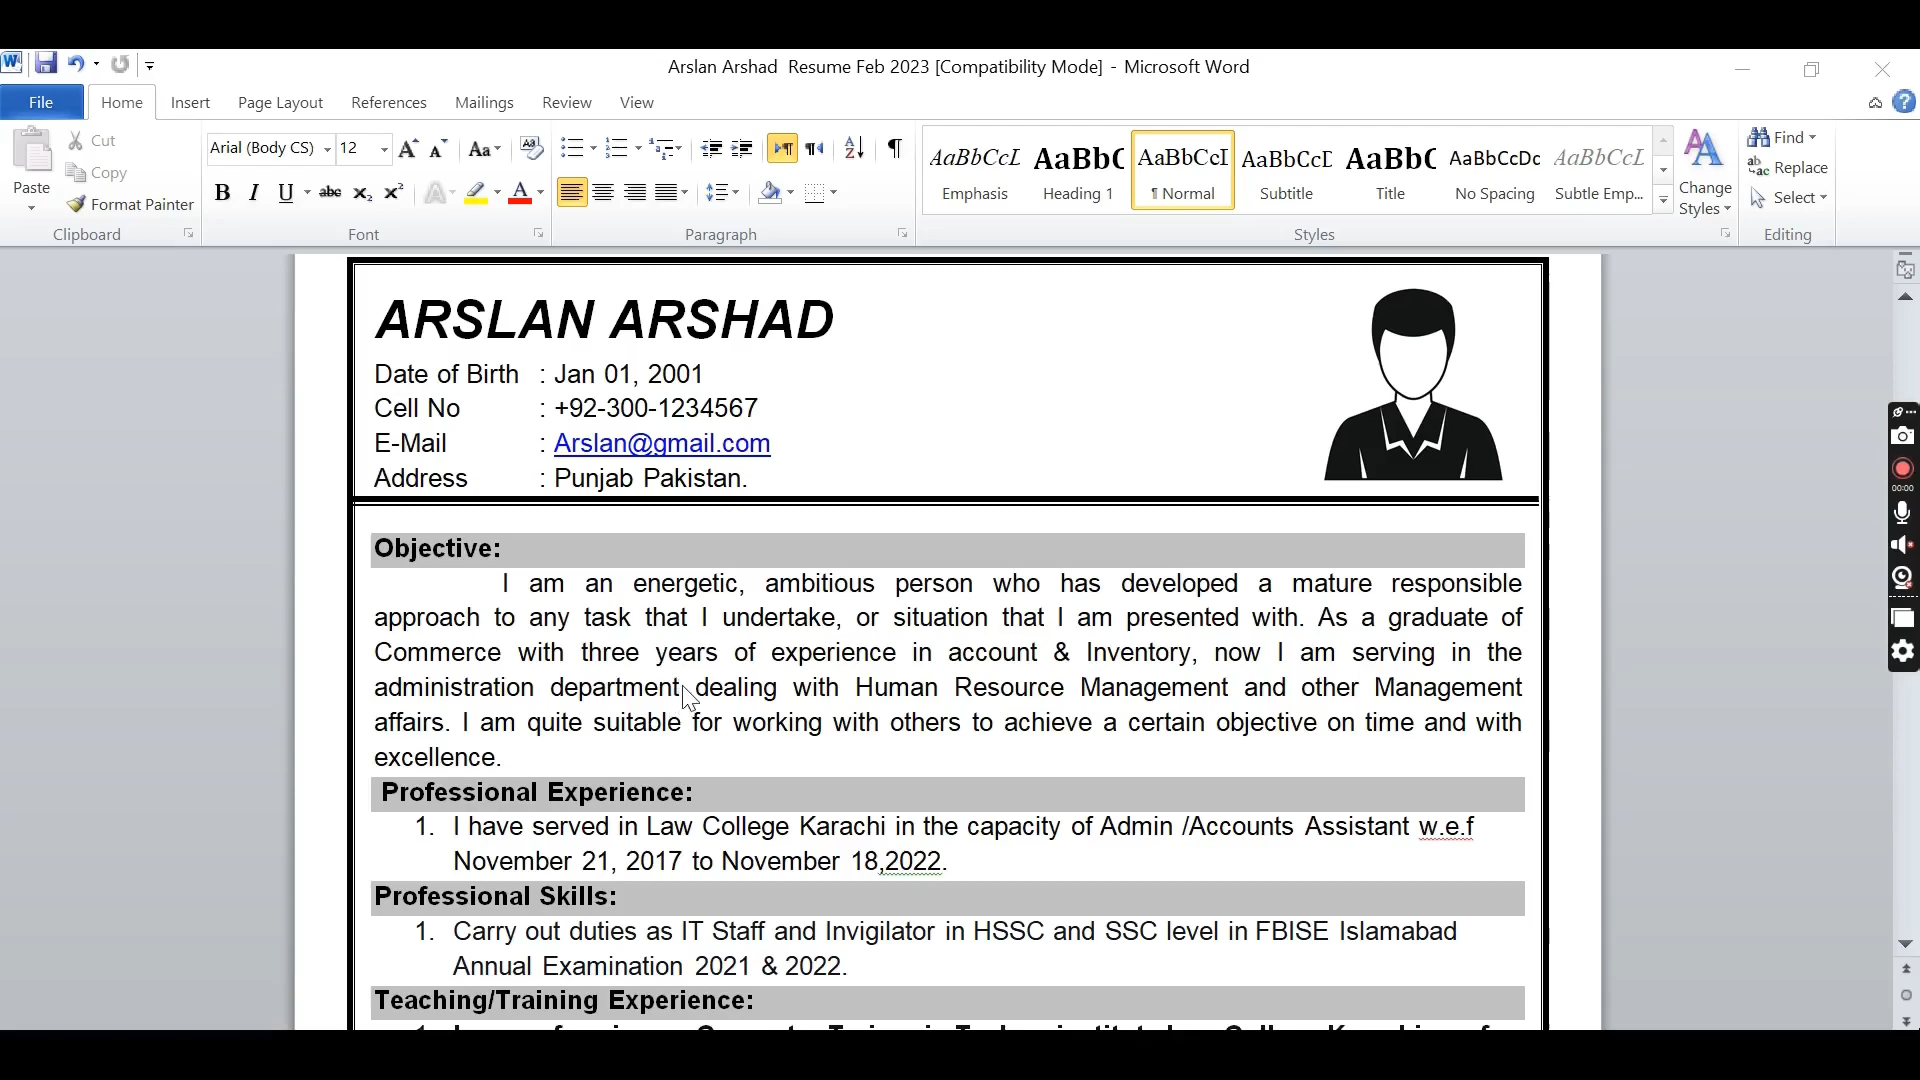 Arslan Arshad  Resume Feb 2023 [Compatibility Mode]  -  Microsoft Word
File Home Insert Page Layout References Mailings Review View
Paste
Cut
Copy
Format Painter
Clipboard
Arial (Body CS) 12
Font
Paragraph
AaBbCcL AaBbC AaBbCcI AaBbCcD AaBbC AaBbCcDc AaBbCcL
Emphasis Heading 1 ¶ Normal Subtitle Title No Spacing Subtle Emp...
Styles
Change
Styles
Find
Replace
Select
Editing
ARSLAN ARSHAD
Date of Birth : Jan 01, 2001
Cell No : +92-300-1234567
E-Mail : Arslan@gmail.com
Address : Punjab Pakistan.
Objective:
I am an energetic, ambitious person who has developed a mature responsible
approach to any task that I undertake, or situation that I am presented with. As a graduate of
Commerce with three years of experience in account & Inventory, now I am serving in the
administration department dealing with Human Resource Management and other Management
affairs. I am quite suitable for working with others to achieve a certain objective on time and with
excellence.
Professional Experience:
1. I have served in Law College Karachi in the capacity of Admin /Accounts Assistant w.e.f
November 21, 2017 to November 18,2022.
Professional Skills:
1. Carry out duties as IT Staff and Invigilator in HSSC and SSC level in FBISE Islamabad
Annual Examination 2021 & 2022.
Teaching/Training Experience:
00:00